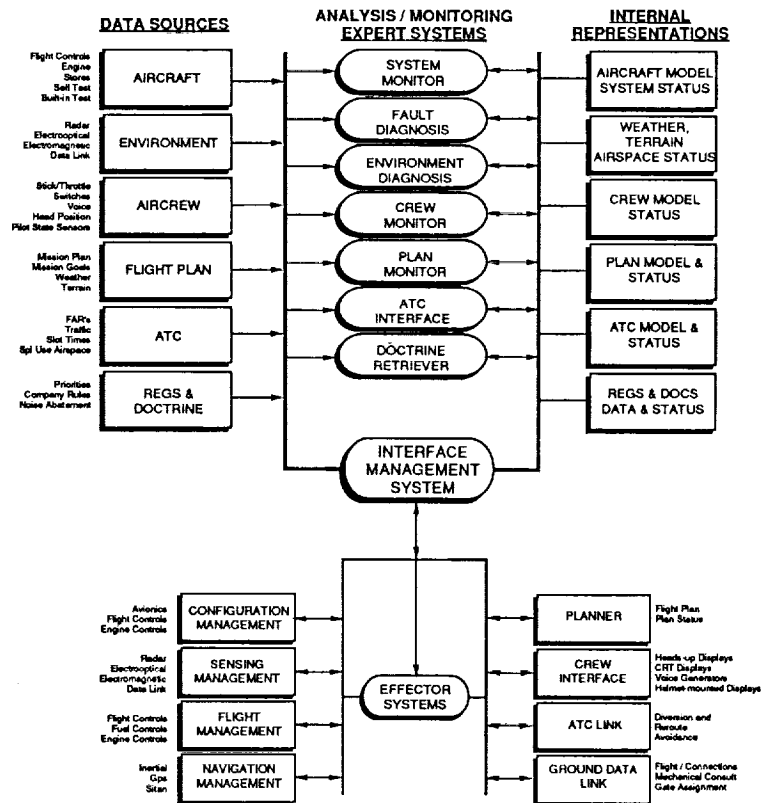 DATA SOURCES
ANALYSIS / MONITORING
EXPERT SYSTEMS
INTERNAL
REPRESENTATIONS
Flight Controls
Engine
Stores
Self Test
Built-in Test
AIRCRAFT
Radar
Electrooptical
Electromagnetic
Data Link
ENVIRONMENT
Stick/Throttle
Switches
Voice
Head Position
Pilot State Sensors
AIRCREW
Mission Plan
Mission Goals
Weather
Terrain
FLIGHT PLAN
FAR's
Traffic
Slot Times
Spl Use Airspace
ATC
Priorities
Company Rules
Noise Abatement
REGS &
DOCTRINE
SYSTEM
MONITOR
FAULT
DIAGNOSIS
ENVIRONMENT
DIAGNOSIS
CREW
MONITOR
PLAN
MONITOR
ATC
INTERFACE
DOCTRINE
RETRIEVER
AIRCRAFT MODEL
SYSTEM STATUS
WEATHER,
TERRAIN
AIRSPACE STATUS
CREW MODEL
STATUS
PLAN MODEL &
STATUS
ATC MODEL &
STATUS
REGS & DOCS
DATA & STATUS
INTERFACE
MANAGEMENT
SYSTEM
Avionics
Flight Controls
Engine Controls
CONFIGURATION
MANAGEMENT
Radar
Electrooptical
Electromagnetic
Data Link
SENSING
MANAGEMENT
Flight Controls
Fuel Controls
Engine Controls
FLIGHT
MANAGEMENT
Inertial
Gps
Sitan
NAVIGATION
MANAGEMENT
EFFECTOR
SYSTEMS
PLANNER
Flight Plan
Plan Status
CREW
INTERFACE
Heads-up Displays
CRT Displays
Voice Generators
Helmet-mounted Displays
ATC LINK
Diversion and
Reroute
Avoidance
GROUND DATA
LINK
Flight / Connections
Mechanical Consult
Gate Assignment